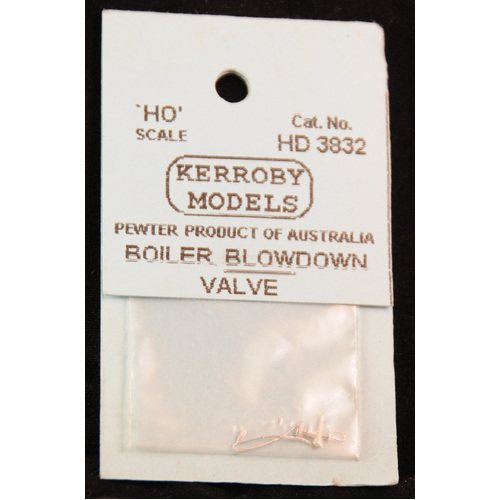 'HO'
SCALE
Cat. No.
HD 3832
KERROBY
MODELS
PEWTER PRODUCT OF AUSTRALIA
BOILER BLOWDOWN
VALVE